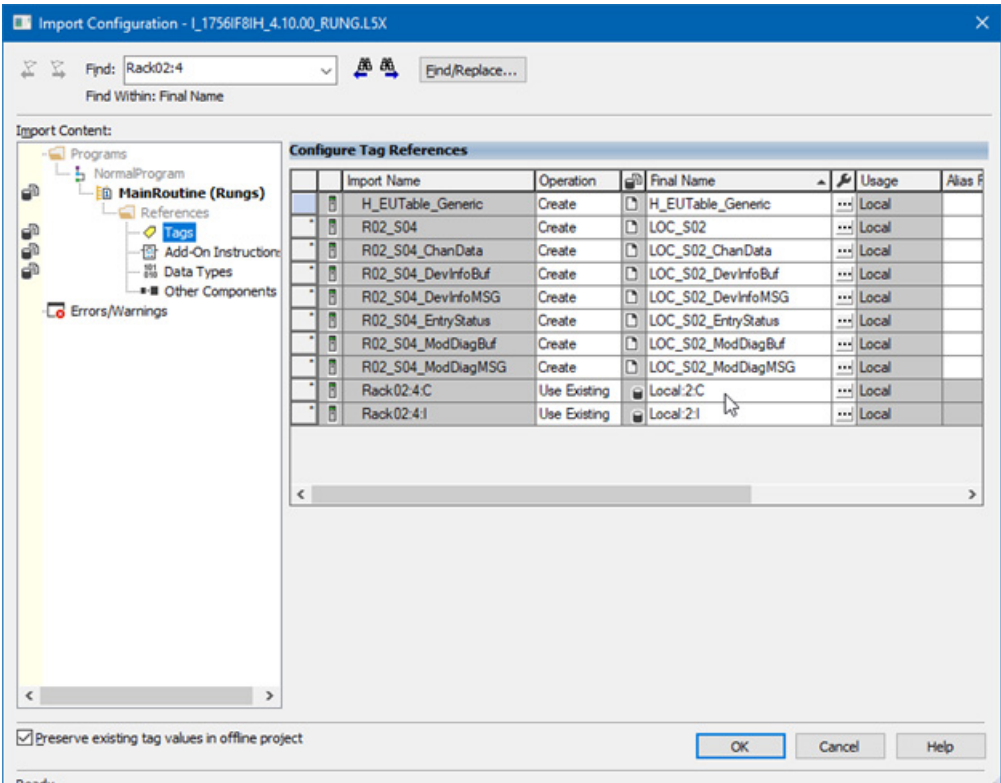 Import Configuration - I_1756IF8IH_4.10.00_RUNG.L5X
Find: Rack02:4
Find/Replace...
Find Within: Final Name
Import Content:
Programs
NormalProgram
MainRoutine (Rungs)
References
Tags
Add-On Instruction
Data Types
Other Components
Errors/Warnings
Configure Tag References
Import Name Operation Final Name Usage Alias F
H_EUTable_Generic Create H_EUTable_Generic ... Local
R02_S04 Create LOC_S02 ... Local
R02_S04_ChanData Create LOC_S02_ChanData ... Local
R02_S04_DevInfoBuf Create LOC_S02_DevInfoBuf ... Local
R02_S04_DevInfoMSG Create LOC_S02_DevInfoMSG ... Local
R02_S04_EntryStatus Create LOC_S02_EntryStatus ... Local
R02_S04_ModDiagBuf Create LOC_S02_ModDiagBuf ... Local
R02_S04_ModDiagMSG Create LOC_S02_ModDiagMSG ... Local
Rack02:4:C Use Existing Local:2:C ... Local
Rack02:4:I Use Existing Local:2:I ... Local
Preserve existing tag values in offline project
OK Cancel Help